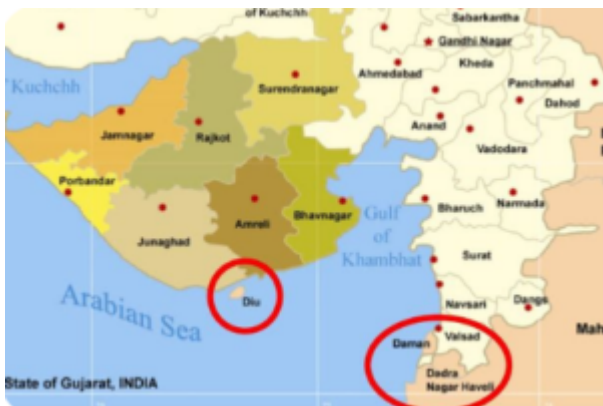 of Kuchchh
Sabarkantha
Gandhi Nagar
Kuchchh
Ahmedabad
Kheda
Surendranagar
Panchmahal
Dahod
Jamnagar
Rajkot
Anand
Vadodara
Porbandar
Amreli
Bhavnagar
Gulf
of
Khambhat
Bharuch
Narmada
Junaghad
Surat
Arabian Sea
Diu
Navsari
Dangs
Daman
Valsad
Mah
Dadra
Nagar Haveli
State of Gujarat, INDIA